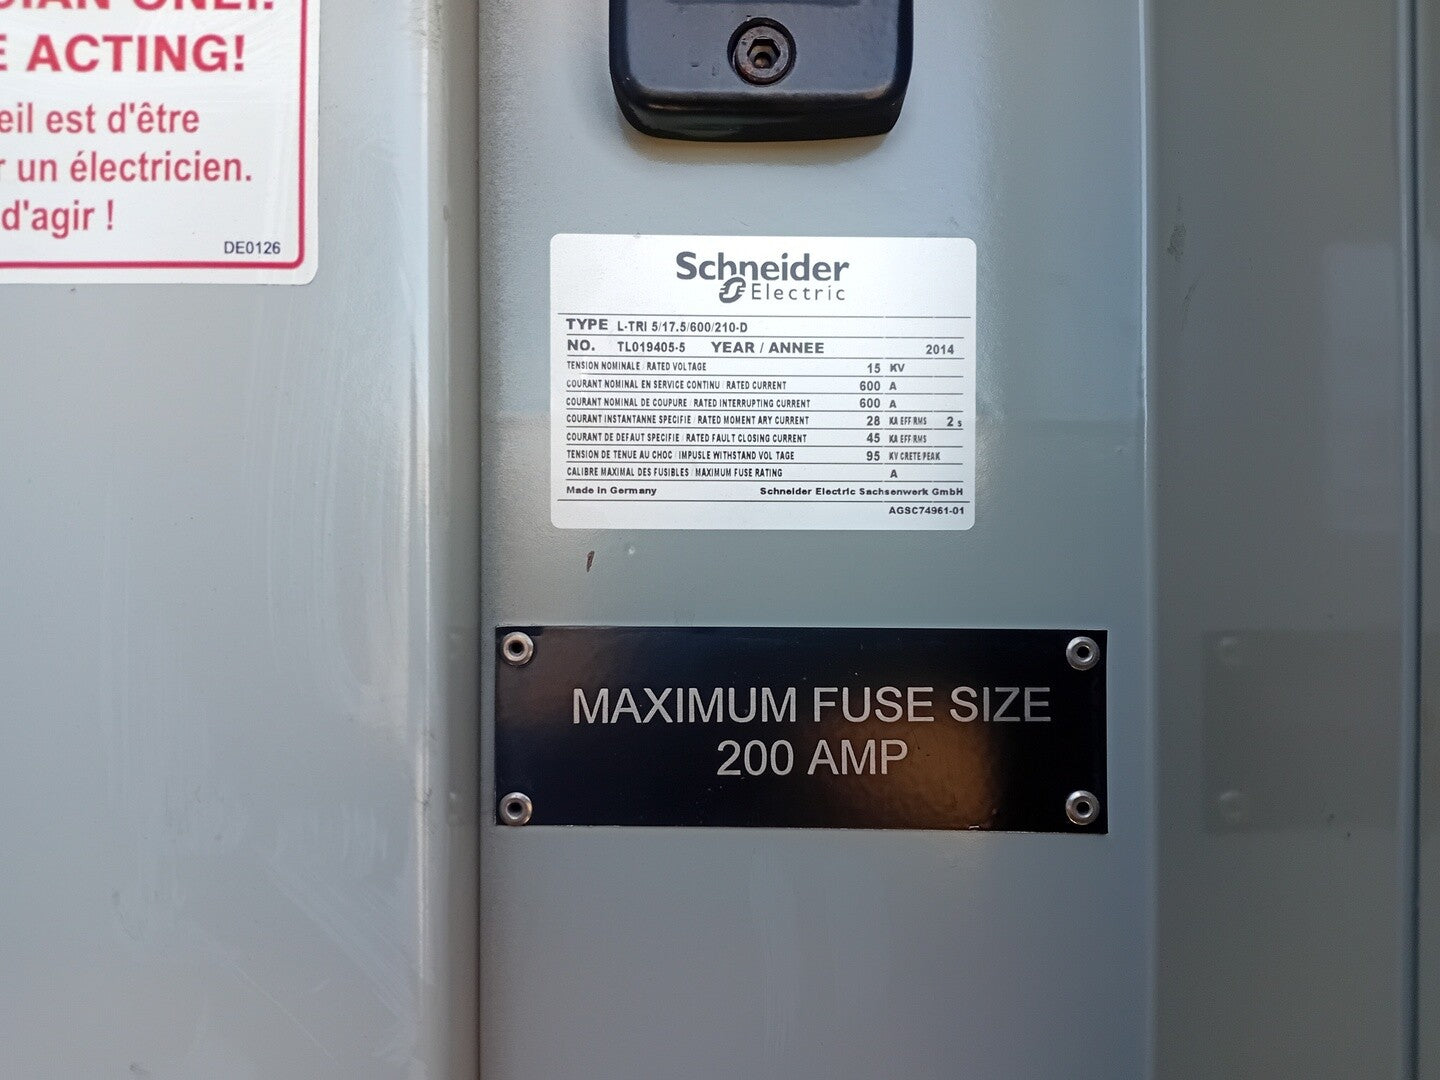 E ACTING!
eil est d'être
r un électricien.
d'agir !
DE0126
Schneider
Electric
TYPE L-TRI 5/17.5/600/210-D
NO. TL019405-5 YEAR / ANNEE 2014
TENSION NOMINALE / RATED VOLTAGE 15 KV
COURANT NOMINAL EN SERVICE CONTINU / RATED CURRENT 600 A
COURANT NOMINAL DE COUPURE / RATED INTERRUPTING CURRENT 600 A
COURANT INSTANTANNE SPECIFIE / RATED MOMENT ARY CURRENT 28 KA EFF RMS 2 s
COURANT DE DEFAUT SPECIFIE / RATED FAULT CLOSING CURRENT 45 KA EFF RMS
TENSION DE TENUE AU CHOC / IMPUSLE WITHSTAND VOL TAGE 95 KV CRETE PEAK
CALIBRE MAXIMAL DES FUSIBLES / MAXIMUM FUSE RATING A
Made in Germany Schneider Electric Sachsenwerk GmbH
AGSC74961-01
MAXIMUM FUSE SIZE
200 AMP